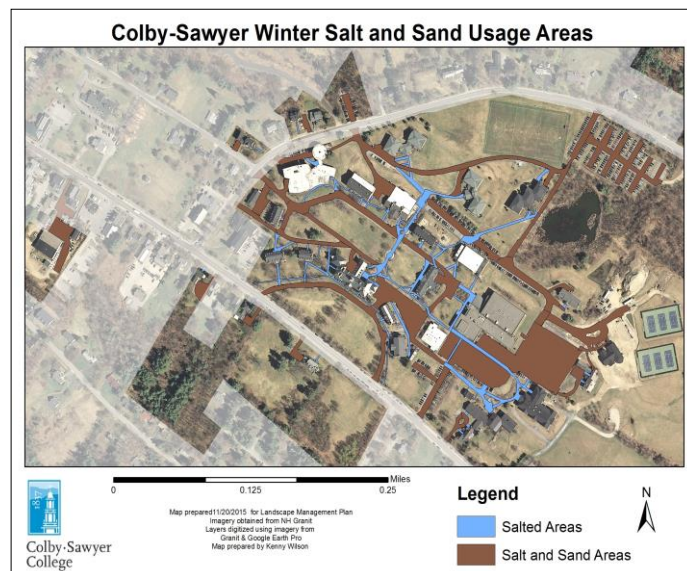 Colby-Sawyer Winter Salt and Sand Usage Areas
Miles
0
0.125
0.25
Map prepared11/20/2015 for Landscape Management Plan
Imagery obtained from NH Granit
Layers digitized using imagery from
Granit & Google Earth Pro
Map prepared by Kenny Wilson
1837
Colby·Sawyer
College
Legend
Salted Areas
Salt and Sand Areas
N